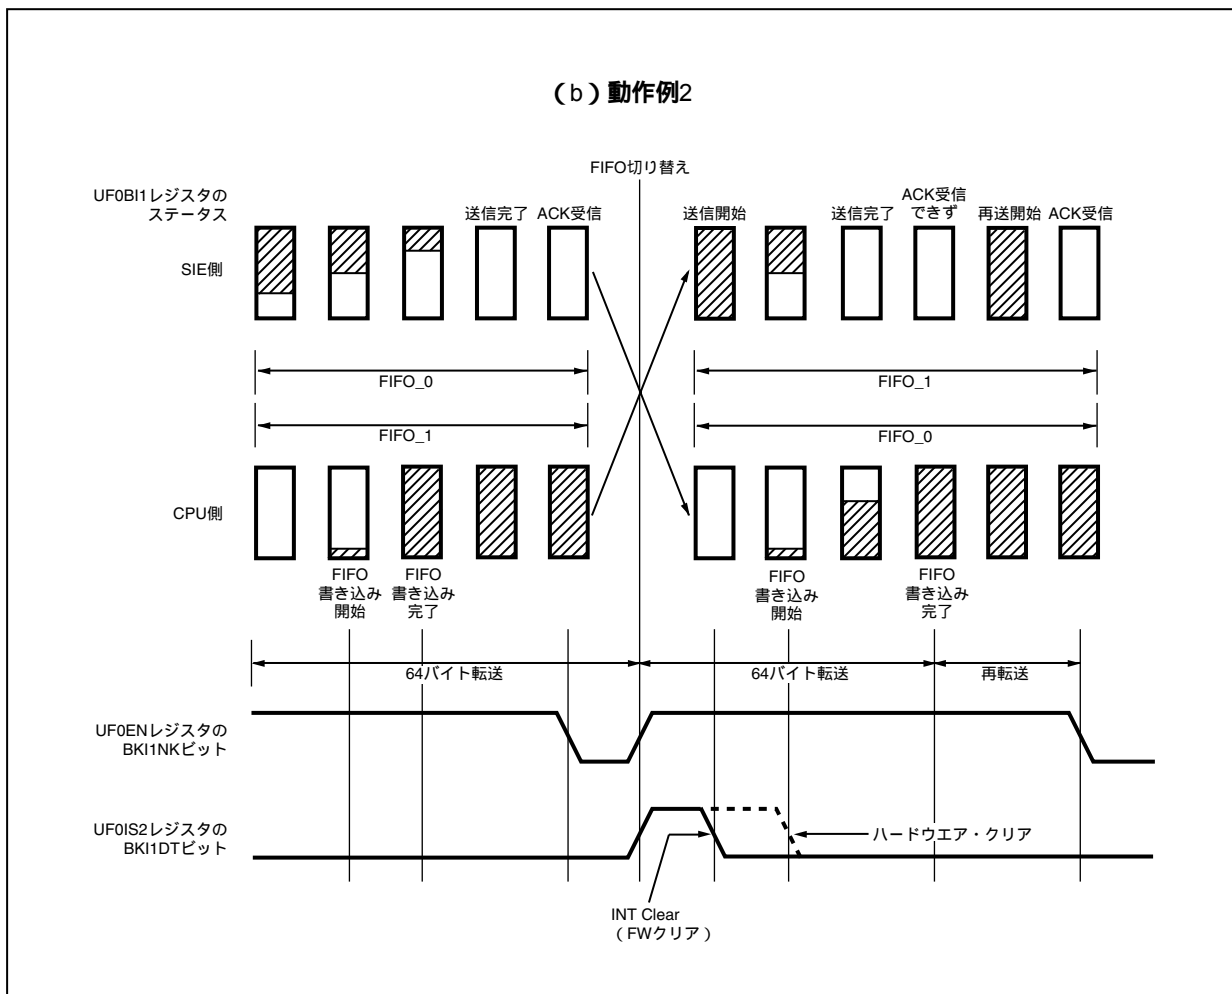 （b）動作例2
FIFO切り替え
UF0BI1レジスタの
ステータス
送信完了
ACK受信
送信開始
送信完了
ACK受信
できず
再送開始
ACK受信
SIE側
FIFO_0
FIFO_1
FIFO_1
FIFO_0
CPU側
FIFO
書き込み
開始
FIFO
書き込み
完了
FIFO
書き込み
開始
FIFO
書き込み
完了
64バイト転送
64バイト転送
再転送
UF0ENレジスタの
BKI1NKビット
UF0IS2レジスタの
BKI1DTビット
ハードウエア・クリア
INT Clear
（FWクリア）